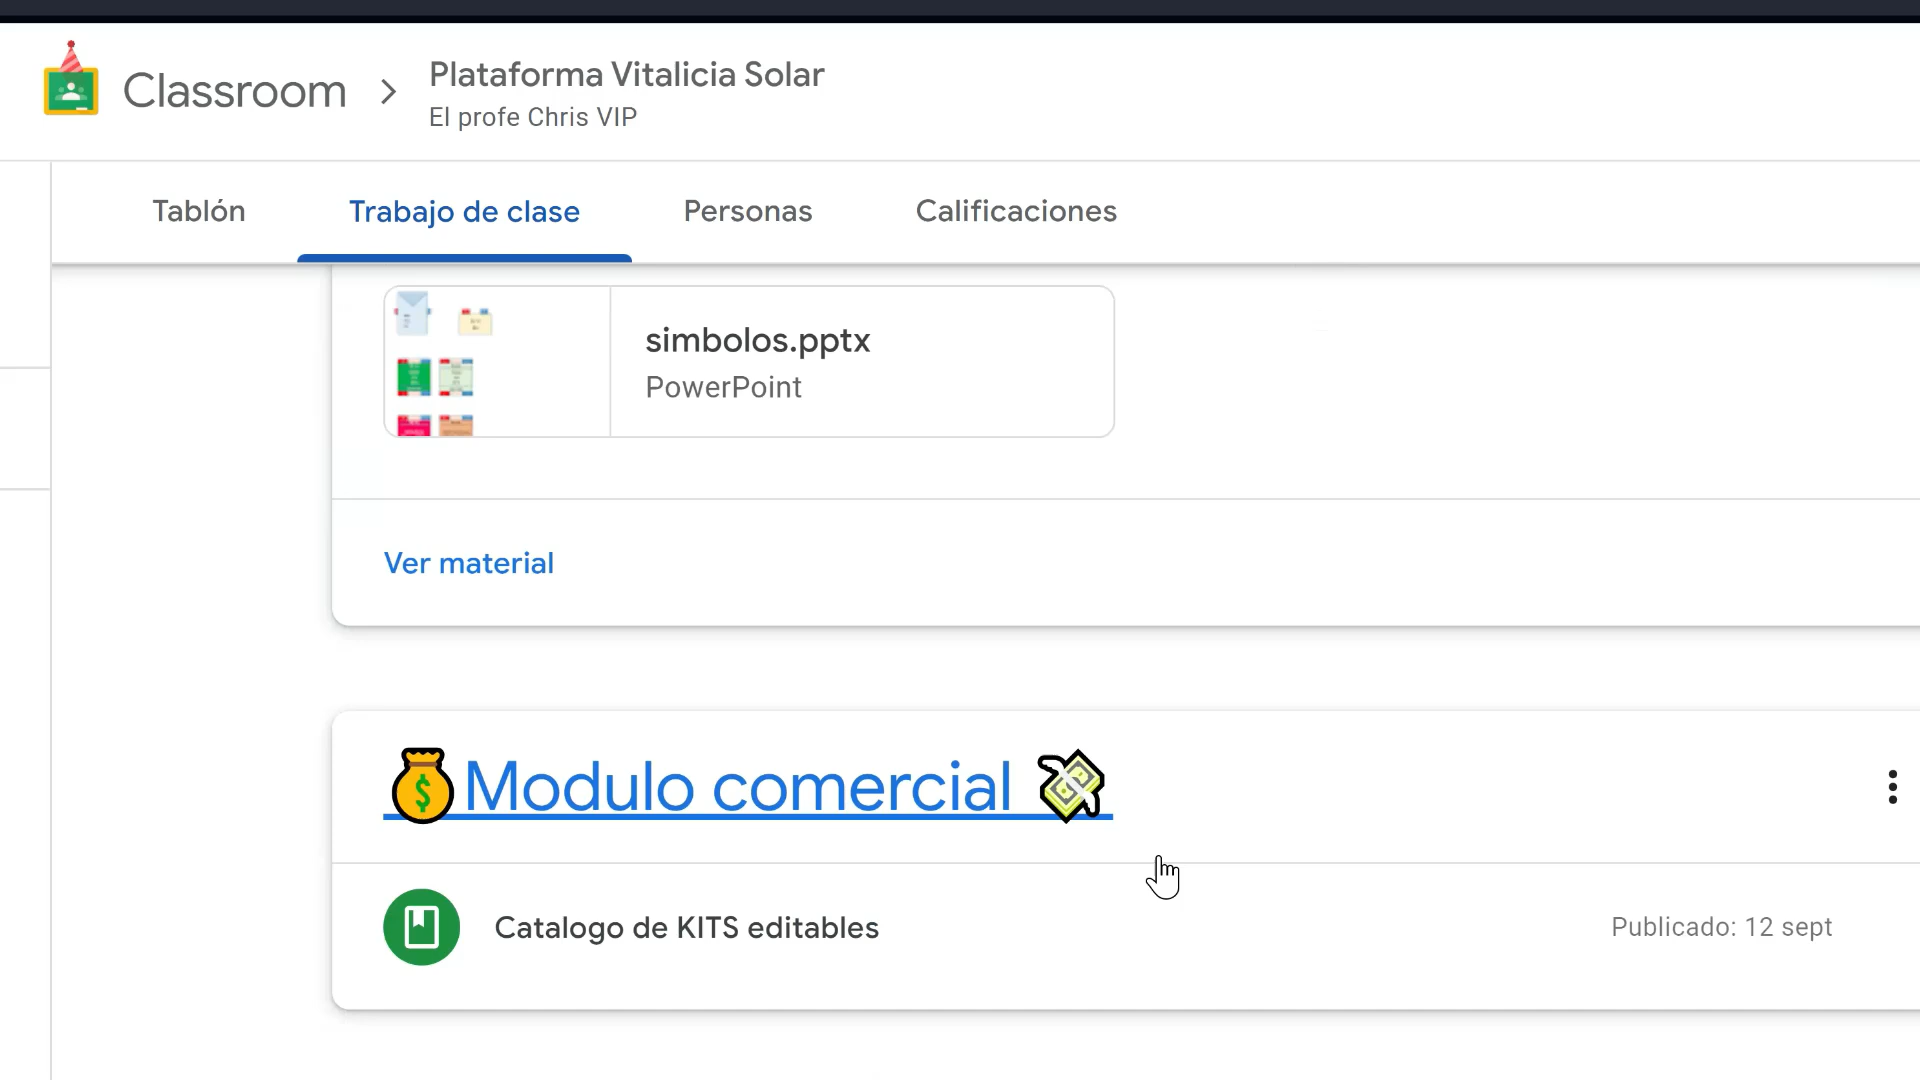 Classroom
Plataforma Vitalicia Solar
El profe Chris VIP
Tablón
Trabajo de clase
Personas
Calificaciones
simbolos.pptx
PowerPoint
Ver material
Modulo comercial
Catalogo de KITS editables
Publicado: 12 sept